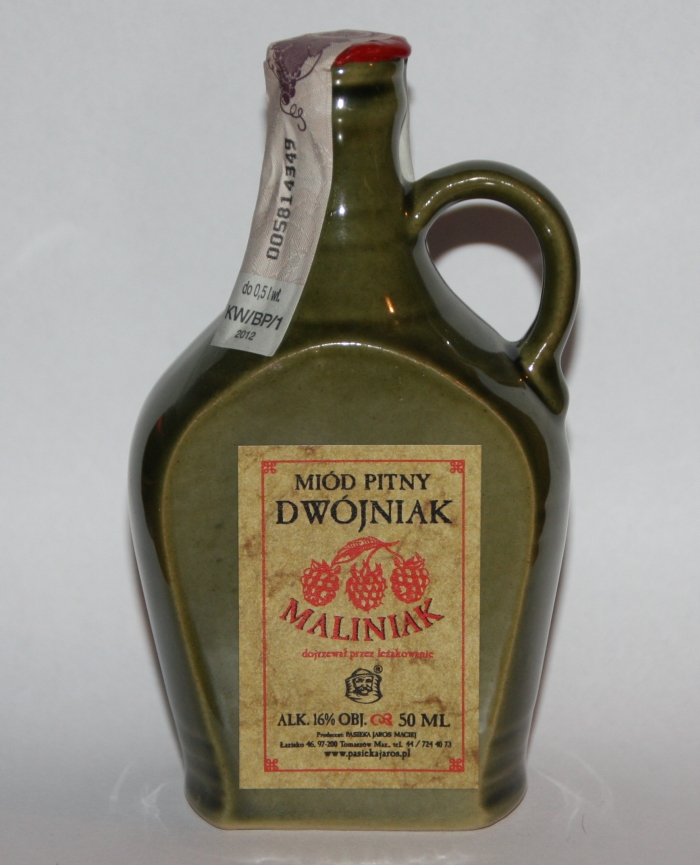 005814349
do 0,5 l wł.
KW/BP/1
2012
MIÓD PITNY
DWÓJNIAK
MALINIAK
dojrzewał przez leżakowanie
®
ALK. 16% OBJ. 50 ML
Producent: PASIEKA JAROS MACIEJ
Łazisko 46, 97-200 Tomaszów Maz., tel. 44 / 724 40 73
www.pasiekajaros.pl